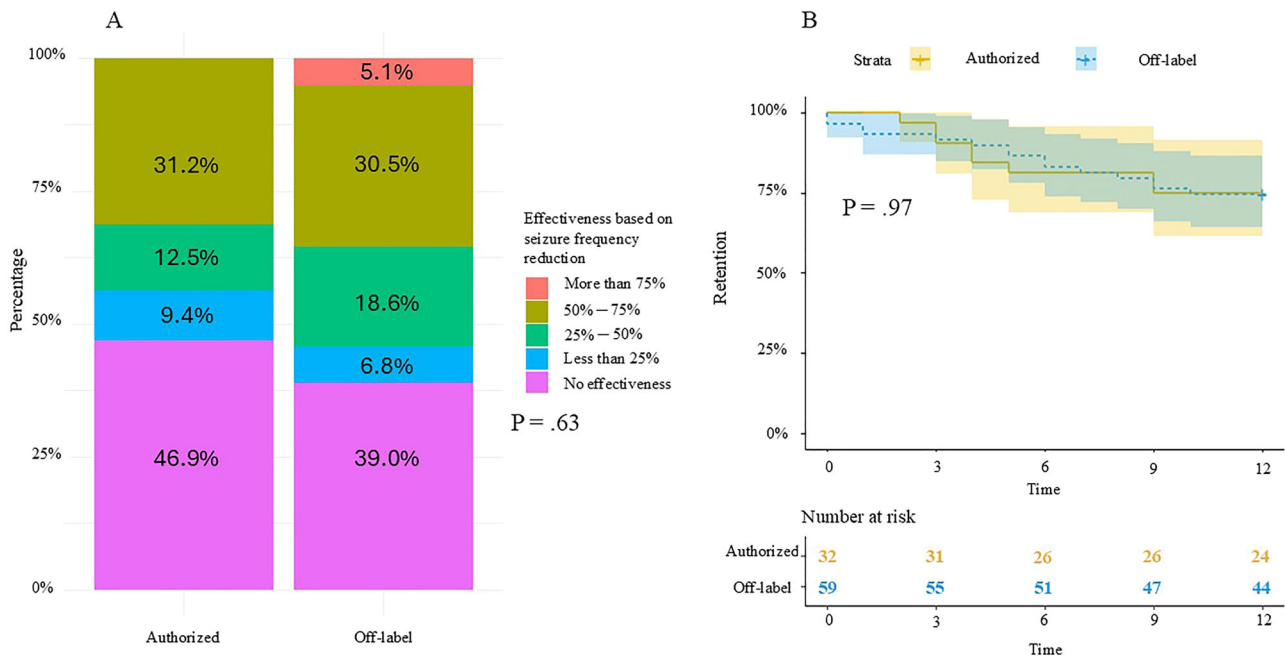 A
100%
75%
50%
25%
0%
Percentage
31.2%
12.5%
9.4%
46.9%
5.1%
30.5%
18.6%
6.8%
39.0%
Authorized
Off-label
Effectiveness based on
seizure frequency
reduction
More than 75%
50% — 75%
25% — 50%
Less than 25%
No effectiveness
P = .63
B
Strata Authorized Off-label
100%
75%
50%
25%
0%
Retention
P = .97
0 3 6 9 12
Time
Number at risk
Authorized 32 31 26 26 24
Off-label 59 55 51 47 44
0 3 6 9 12
Time